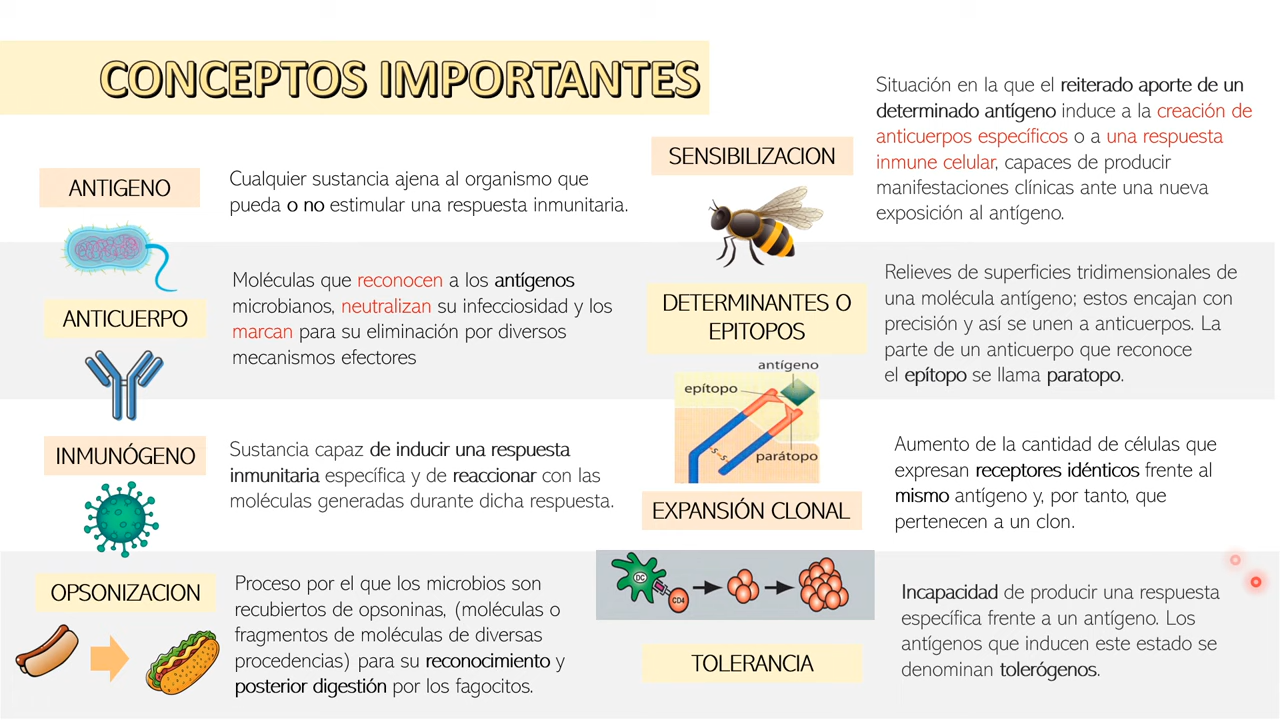 CONCEPTOS IMPORTANTES
ANTIGENO
Cualquier sustancia ajena al organismo que
pueda o no estimular una respuesta inmunitaria.
ANTICUERPO
Moléculas que reconocen a los antígenos
microbianos, neutralizan su infecciosidad y los
marcan para su eliminación por diversos
mecanismos efectores
INMUNÓGENO
Sustancia capaz de inducir una respuesta
inmunitaria específica y de reaccionar con las
moléculas generadas durante dicha respuesta.
OPSONIZACION
Proceso por el que los microbios son
recubiertos de opsoninas, (moléculas o
fragmentos de moléculas de diversas
procedencias) para su reconocimiento y
posterior digestión por los fagocitos.
SENSIBILIZACION
Situación en la que el reiterado aporte de un
determinado antígeno induce a la creación de
anticuerpos específicos o a una respuesta
inmune celular, capaces de producir
manifestaciones clínicas ante una nueva
exposición al antígeno.
DETERMINANTES O
EPITOPOS
Relieves de superficies tridimensionales de
una molécula antígeno; estos encajan con
precisión y así se unen a anticuerpos. La
parte de un anticuerpo que reconoce
el epítopo se llama paratopo.
antígeno
epítopo
-s-s-
parátopo
EXPANSIÓN CLONAL
Aumento de la cantidad de células que
expresan receptores idénticos frente al
mismo antígeno y, por tanto, que
pertenecen a un clon.
DC
CD4
TOLERANCIA
Incapacidad de producir una respuesta
específica frente a un antígeno. Los
antígenos que inducen este estado se
denominan tolerógenos.